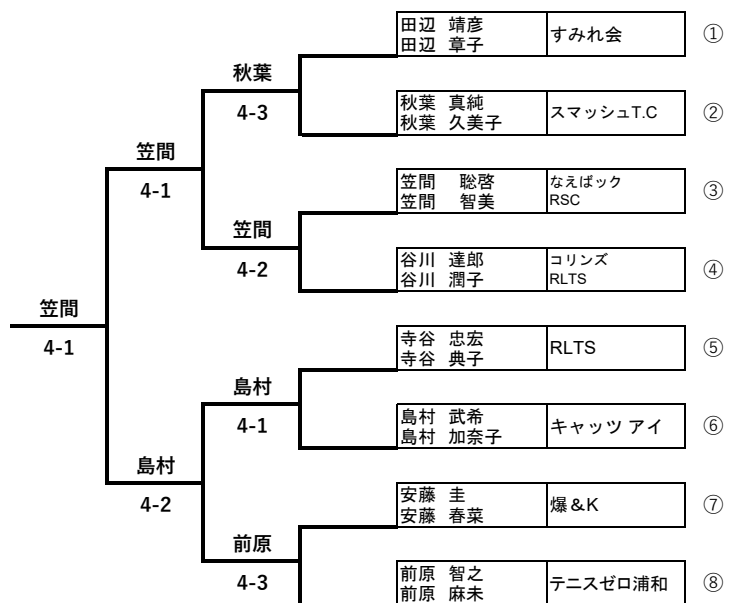 田辺 靖彦
田辺 章子
すみれ会
①
秋葉
4-3
秋葉 真純
秋葉 久美子
スマッシュT.C
②
笠間
4-1
笠間 聡啓
笠間 智美
なえばック
RSC
③
笠間
4-2
谷川 達郎
谷川 潤子
コリンズ
RLTS
④
笠間
4-1
寺谷 忠宏
寺谷 典子
RLTS
⑤
島村
4-1
島村 武希
島村 加奈子
キャッツ アイ
⑥
島村
4-2
安藤 圭
安藤 春菜
爆&K
⑦
前原
4-3
前原 智之
前原 麻未
テニスゼロ浦和
⑧